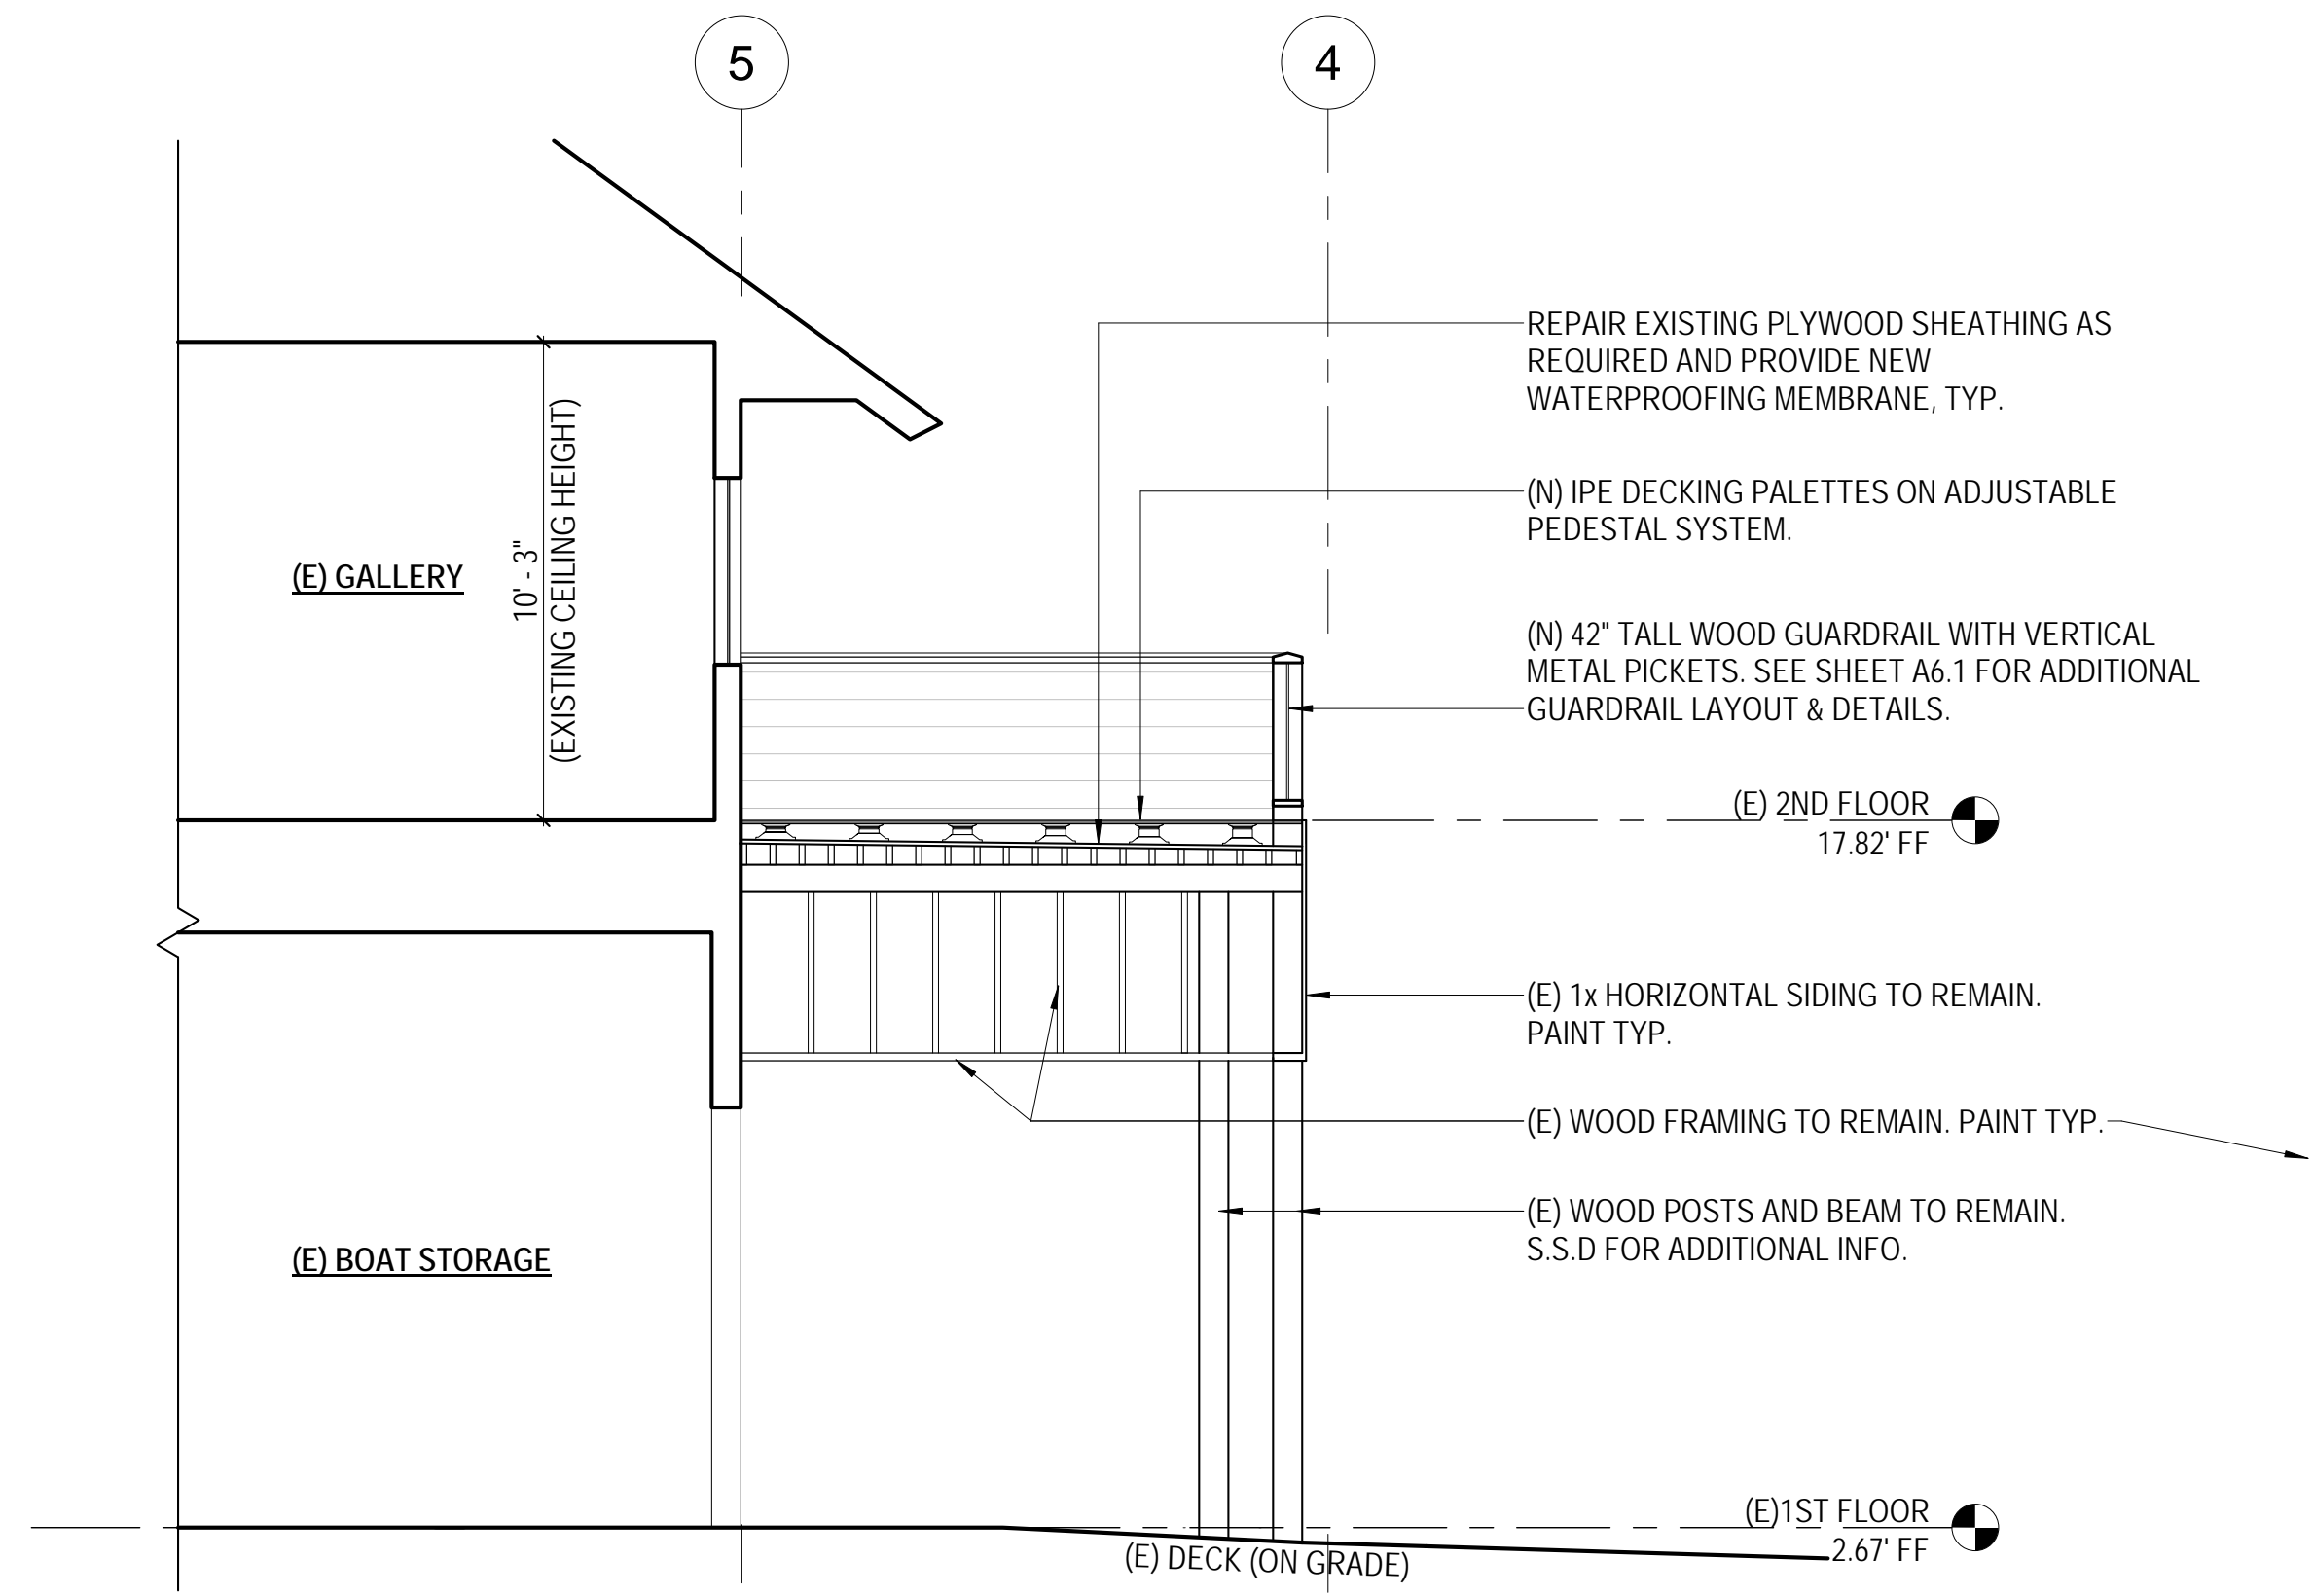 5
4
REPAIR EXISTING PLYWOOD SHEATHING AS
REQUIRED AND PROVIDE NEW
WATERPROOFING MEMBRANE, TYP.
(N) IPE DECKING PALETTES ON ADJUSTABLE
PEDESTAL SYSTEM.
(E) GALLERY
10' - 3"
(EXISTING CEILING HEIGHT)
(N) 42" TALL WOOD GUARDRAIL WITH VERTICAL
METAL PICKETS. SEE SHEET A6.1 FOR ADDITIONAL
GUARDRAIL LAYOUT & DETAILS.
(E) 2ND FLOOR
17.82' FF
(E) 1x HORIZONTAL SIDING TO REMAIN.
PAINT TYP.
(E) WOOD FRAMING TO REMAIN. PAINT TYP.
(E) WOOD POSTS AND BEAM TO REMAIN.
S.S.D FOR ADDITIONAL INFO.
(E) BOAT STORAGE
(E)1ST FLOOR
2.67' FF
(E) DECK (ON GRADE)